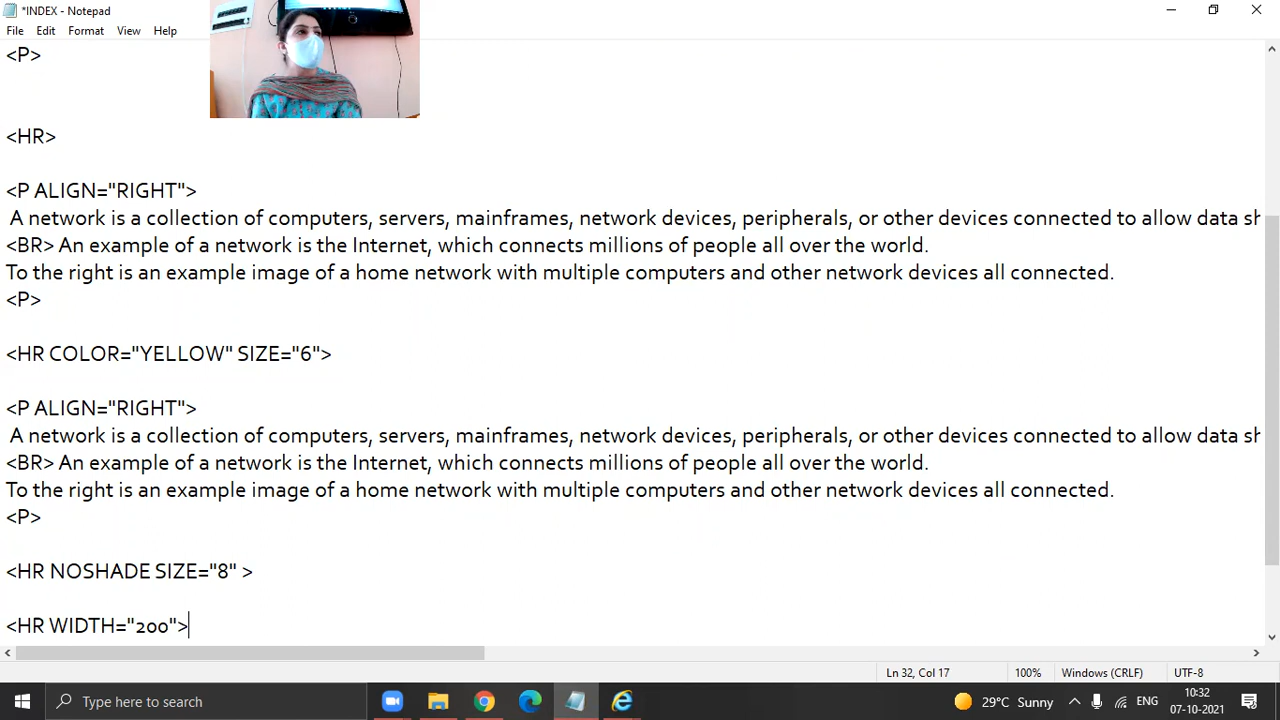 *INDEX - Notepad
File Edit Format View Help
<P>
<HR>
<P ALIGN="RIGHT">
A network is a collection of computers, servers, mainframes, network devices, peripherals, or other devices connected to allow data sh
<BR> An example of a network is the Internet, which connects millions of people all over the world.
To the right is an example image of a home network with multiple computers and other network devices all connected.
<P>
<HR COLOR="YELLOW" SIZE="6">
<P ALIGN="RIGHT">
A network is a collection of computers, servers, mainframes, network devices, peripherals, or other devices connected to allow data sh
<BR> An example of a network is the Internet, which connects millions of people all over the world.
To the right is an example image of a home network with multiple computers and other network devices all connected.
<P>
<HR NOSHADE SIZE="8" >
<HR WIDTH="200">
Ln 32, Col 17 100% Windows (CRLF) UTF-8
Type here to search 29°C Sunny ENG 10:32
07-10-2021